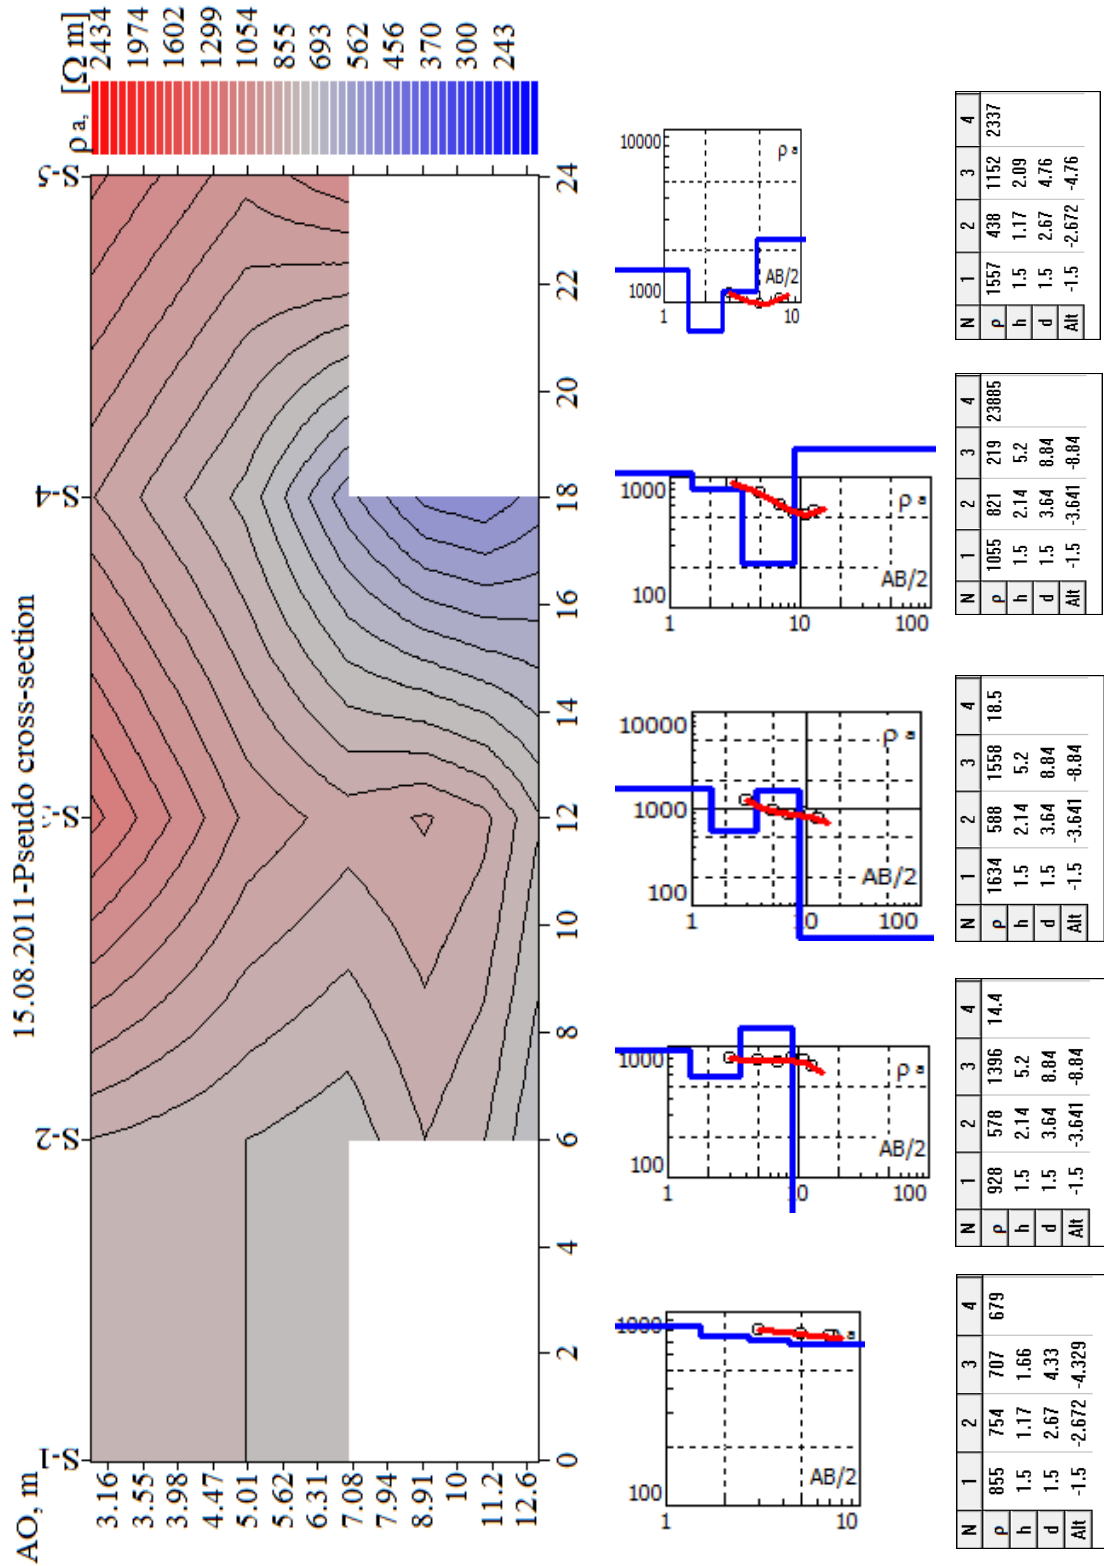 15.08.2011-Pseudo cross-section
AO, m
ρ a, [Ω m]
S-1
S-2
S-4
3.16
3.55
3.98
4.47
5.01
5.62
6.31
7.08
7.94
8.91
10
11.2
12.6
0
2
4
6
8
10
12
14
16
18
20
22
24
2434
1974
1602
1299
1054
855
693
562
456
370
300
243
1000
100
1
10
AB/2
a
1000
100
1
10
100
ρ a
AB/2
10000
1000
100
1
10
100
ρ a
AB/2
1000
100
1
10
100
ρ a
AB/2
10000
1000
1
10
ρ a
AB/2
N 1 2 3 4
ρ 855 754 707 679
h 1.5 1.17 1.66
d 1.5 2.67 4.33
Alt -1.5 -2.672 -4.329
N 1 2 3 4
ρ 928 578 1396 14.4
h 1.5 2.14 5.2
d 1.5 3.64 8.84
Alt -1.5 -3.641 -8.84
N 1 2 3 4
ρ 1634 588 1558 18.5
h 1.5 2.14 5.2
d 1.5 3.64 8.84
Alt -1.5 -3.641 -8.84
N 1 2 3 4
ρ 1055 821 219 23885
h 1.5 2.14 5.2
d 1.5 3.64 8.84
Alt -1.5 -3.641 -8.84
N 1 2 3 4
ρ 1557 438 1152 2337
h 1.5 1.17 2.09
d 1.5 2.67 4.76
Alt -1.5 -2.672 -4.76